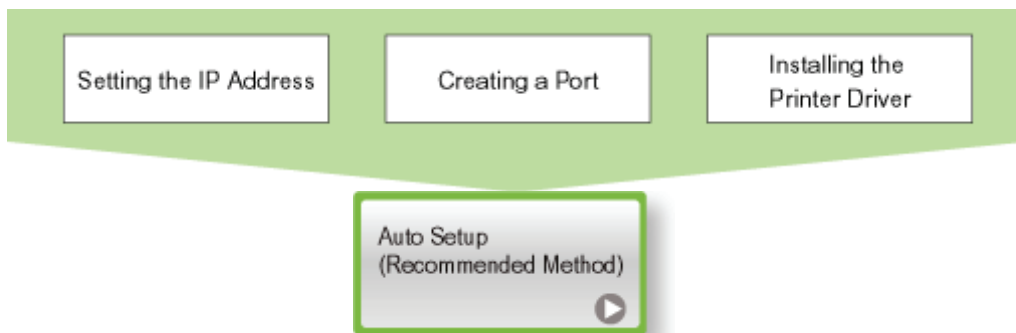 Setting the IP Address
Creating a Port
Installing the
Printer Driver
Auto Setup
(Recommended Method)